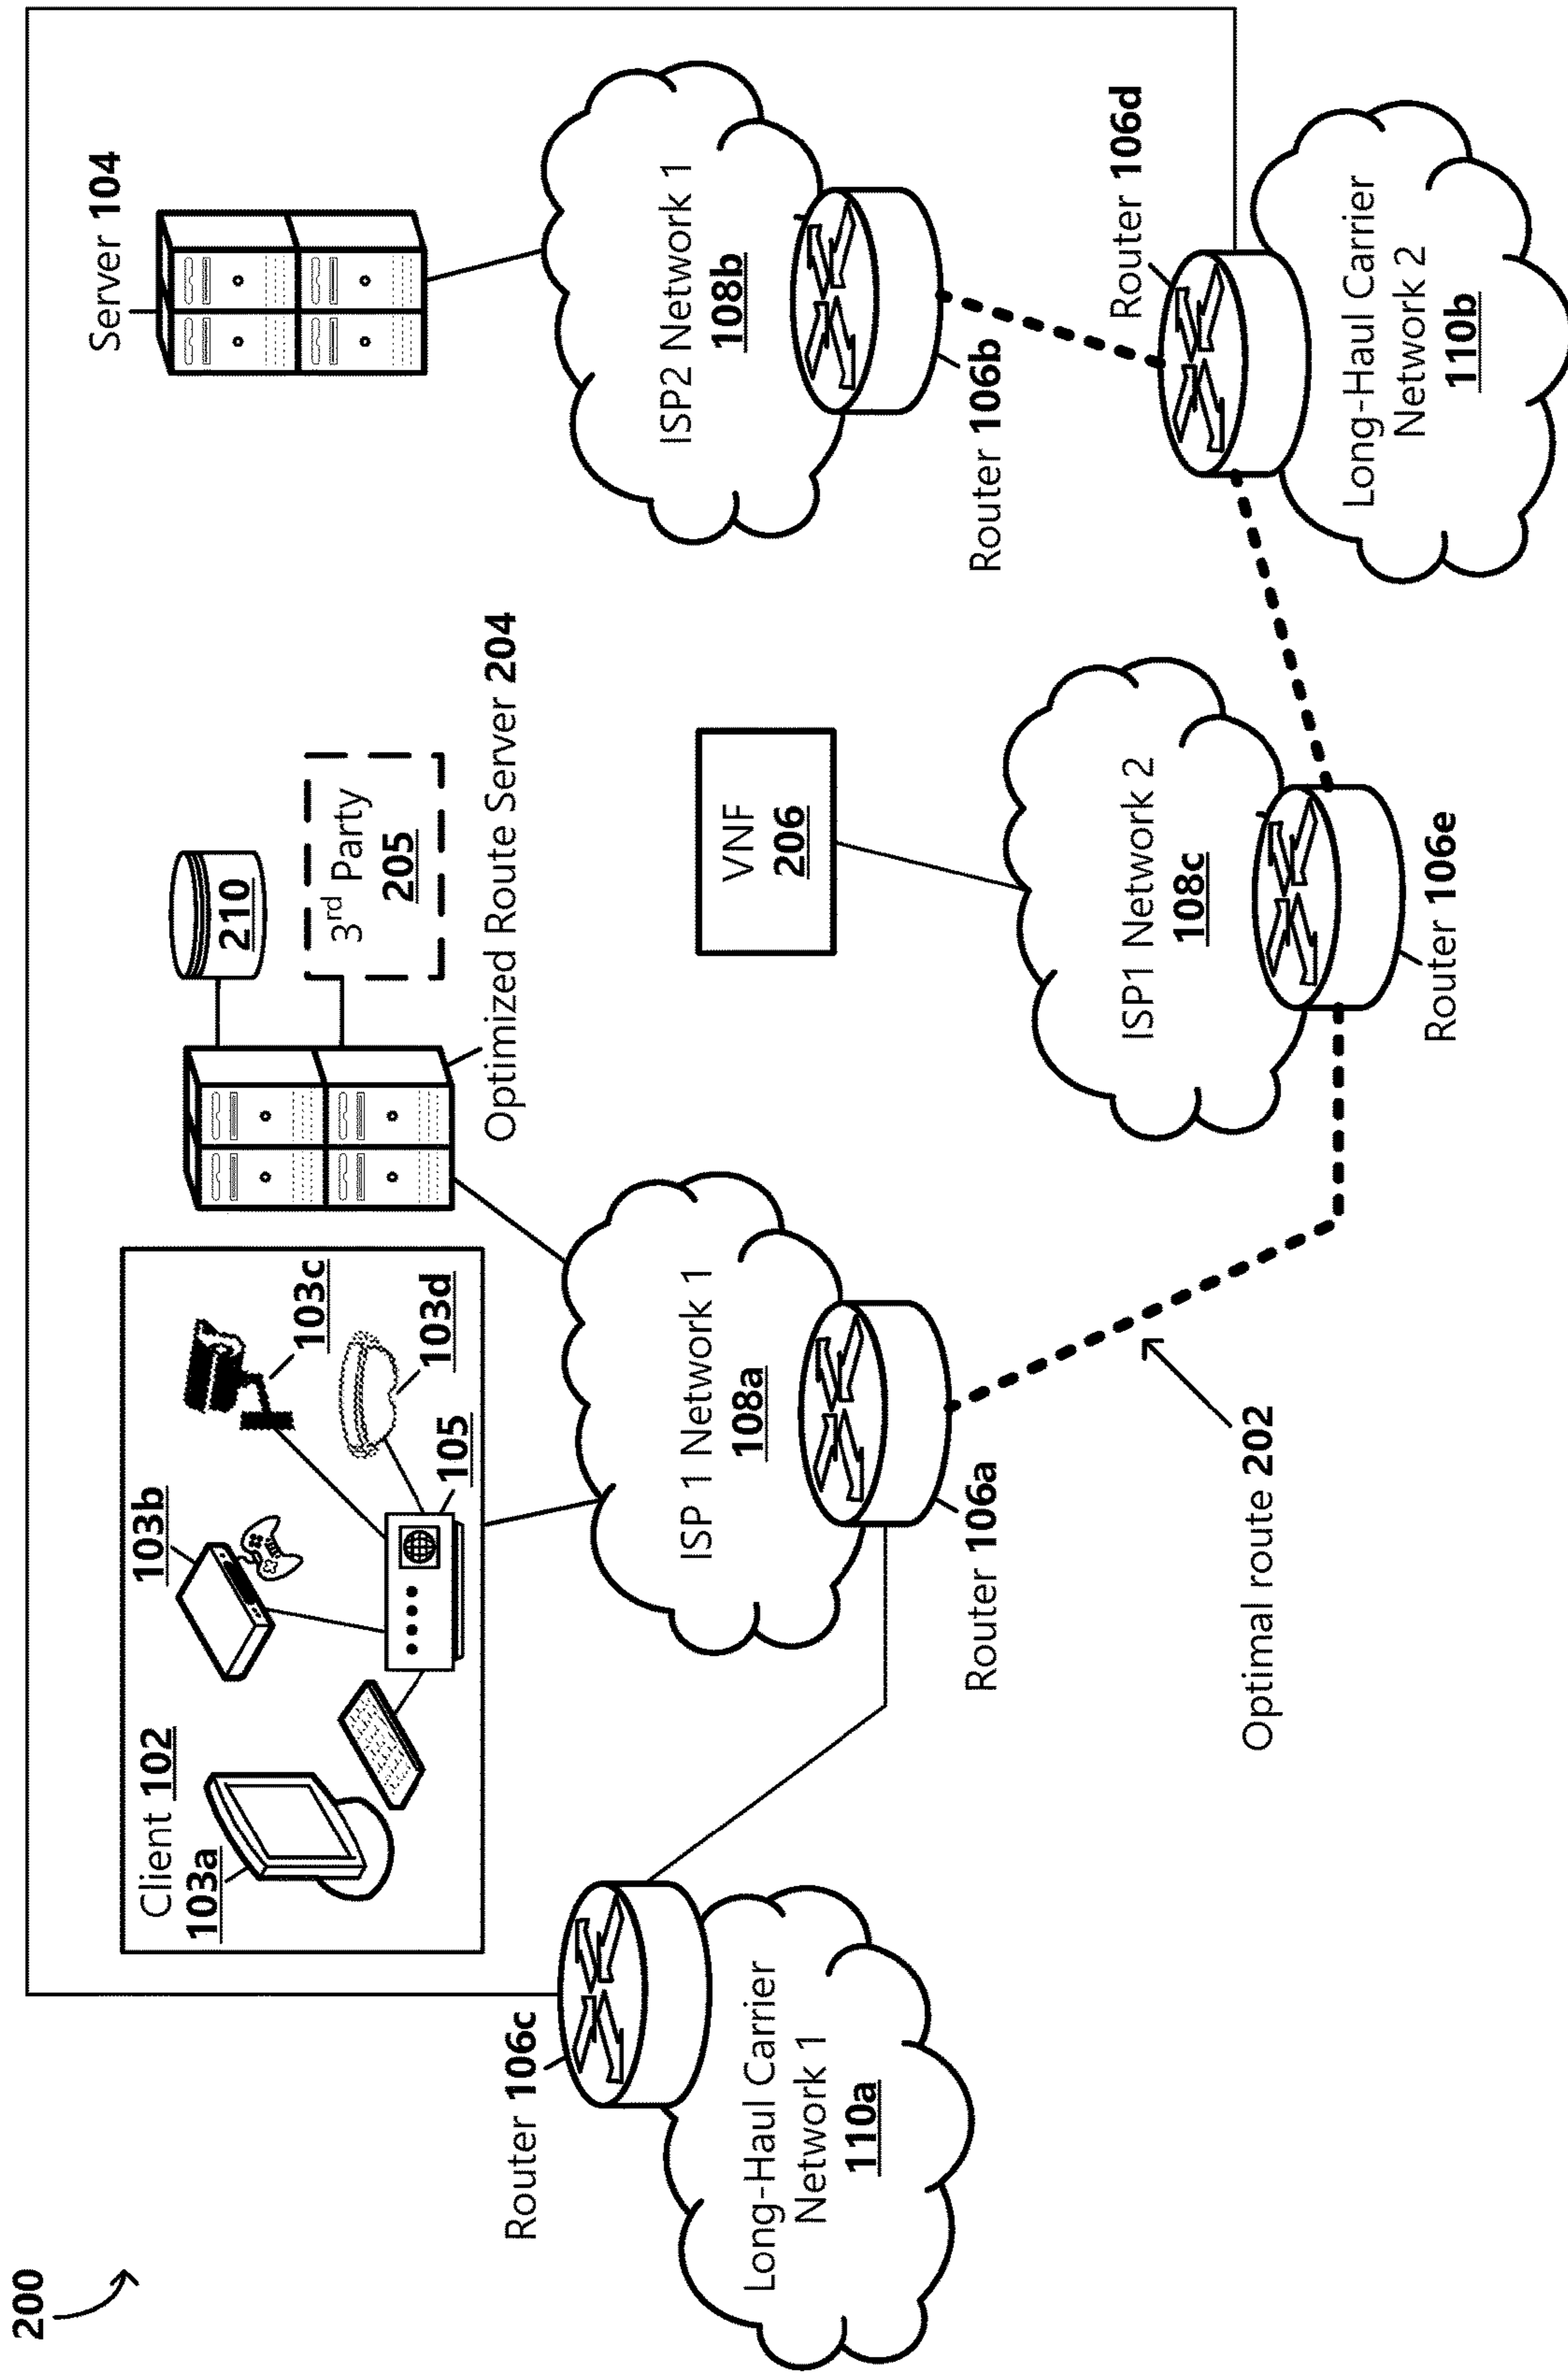 200
Client 102
103a
103b
103c
103d
105
210
3rd Party
205
Optimized Route Server 204
Server 104
Router 106c
Long-Haul Carrier
Network 1
110a
ISP 1 Network 1
108a
Router 106a
VNF
206
ISP2 Network 1
108b
Router 106b
ISP1 Network 2
108c
Router 106e
Router 106d
Long-Haul Carrier
Network 2
110b
Optimal route 202